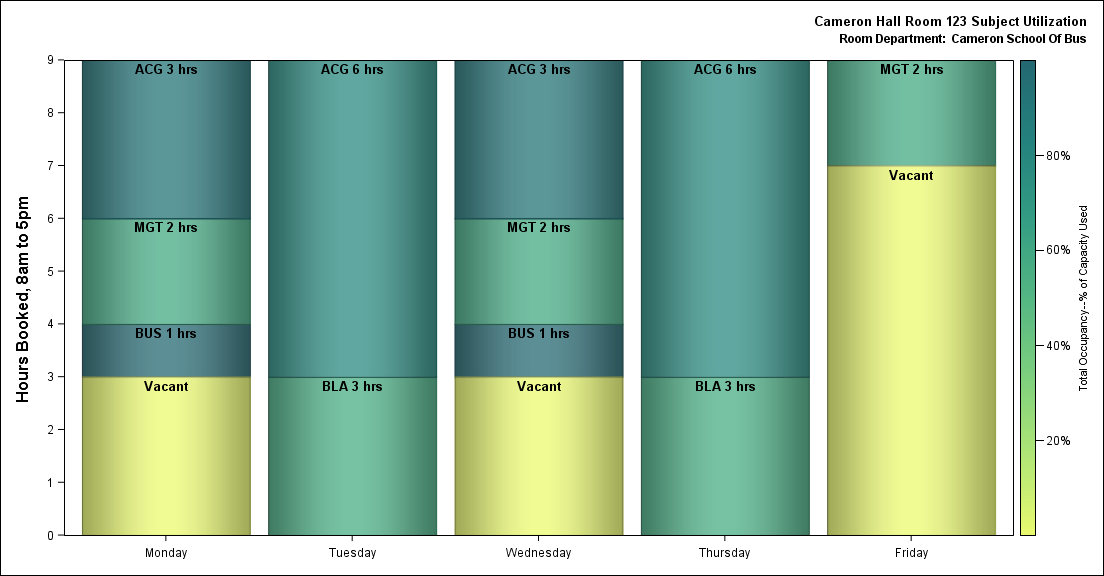 Cameron Hall Room 123 Subject Utilization
Room Department: Cameron School Of Bus
Hours Booked, 8am to 5pm
9
8
7
6
5
4
3
2
1
0
ACG 3 hrs
MGT 2 hrs
BUS 1 hrs
Vacant
ACG 6 hrs
BLA 3 hrs
ACG 3 hrs
MGT 2 hrs
BUS 1 hrs
Vacant
ACG 6 hrs
BLA 3 hrs
MGT 2 hrs
Vacant
Monday
Tuesday
Wednesday
Thursday
Friday
80%
60%
40%
20%
Total Occupancy--% of Capacity Used